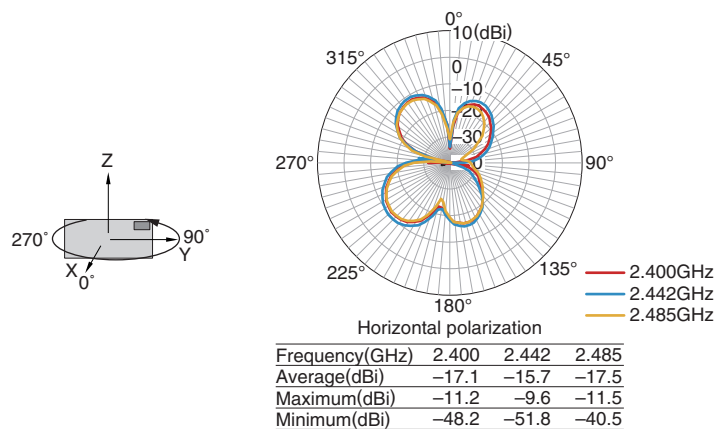 0°
10(dBi)
315°
45°
0
–10
–20
–30
0
270°
90°
Z
270°
90°
Y
X
0°
225°
135°
180°
2.400GHz
2.442GHz
2.485GHz
Horizontal polarization
Frequency(GHz) 2.400 2.442 2.485
Average(dBi) –17.1 –15.7 –17.5
Maximum(dBi) –11.2 –9.6 –11.5
Minimum(dBi) –48.2 –51.8 –40.5